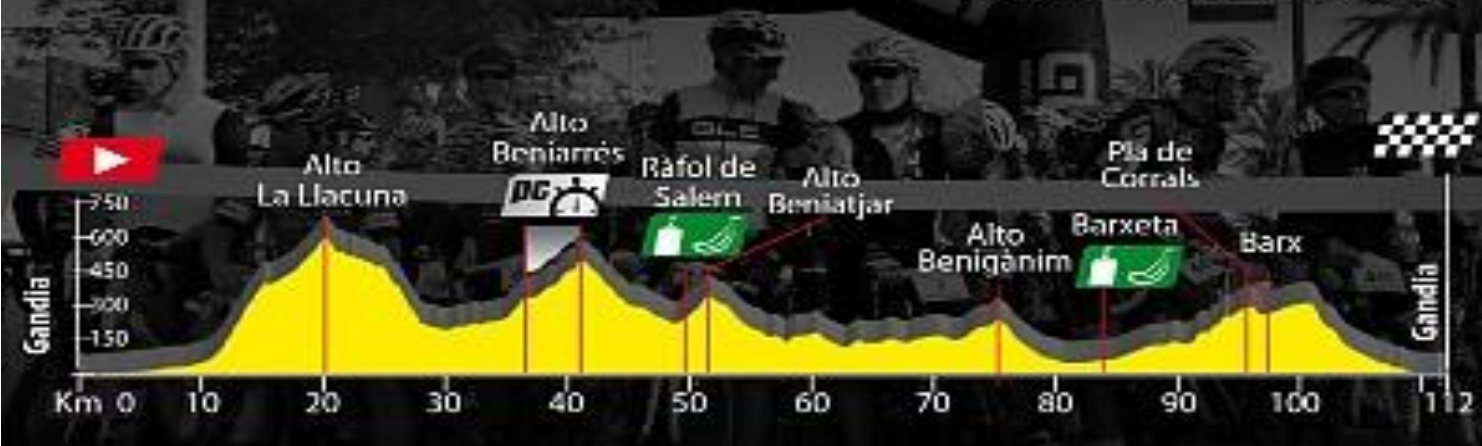 Alto
La Llacuna
Alto
Beniarrés
pc
Ràfol de
Salem
Alto
Beniatjar
Alto
Benigànim
Barxeta
Pla de
Corrals
Barx
750
600
450
300
150
Gandia
Gandia
Km 0 10 20 30 40 50 60 70 80 90 100 112